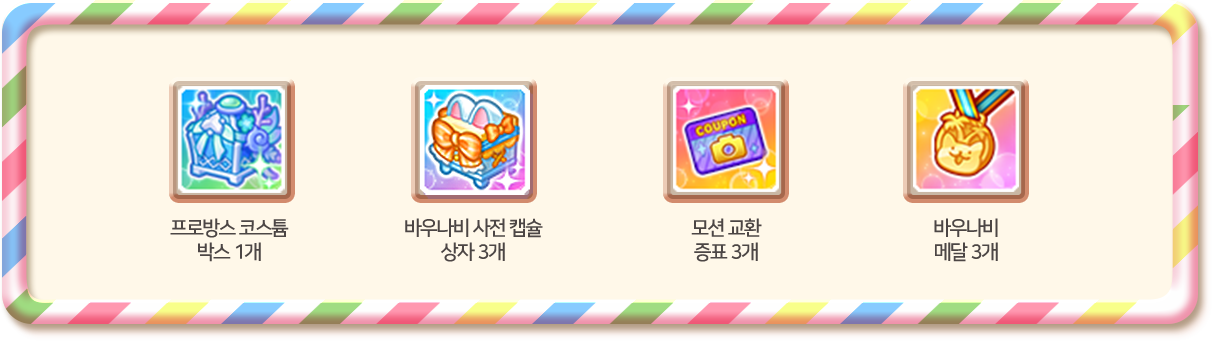 COUPON
프로방스 코스튬
박스 1개
바우나비 사전 캡슐
상자 3개
모션 교환
증표 3개
바우나비
메달 3개